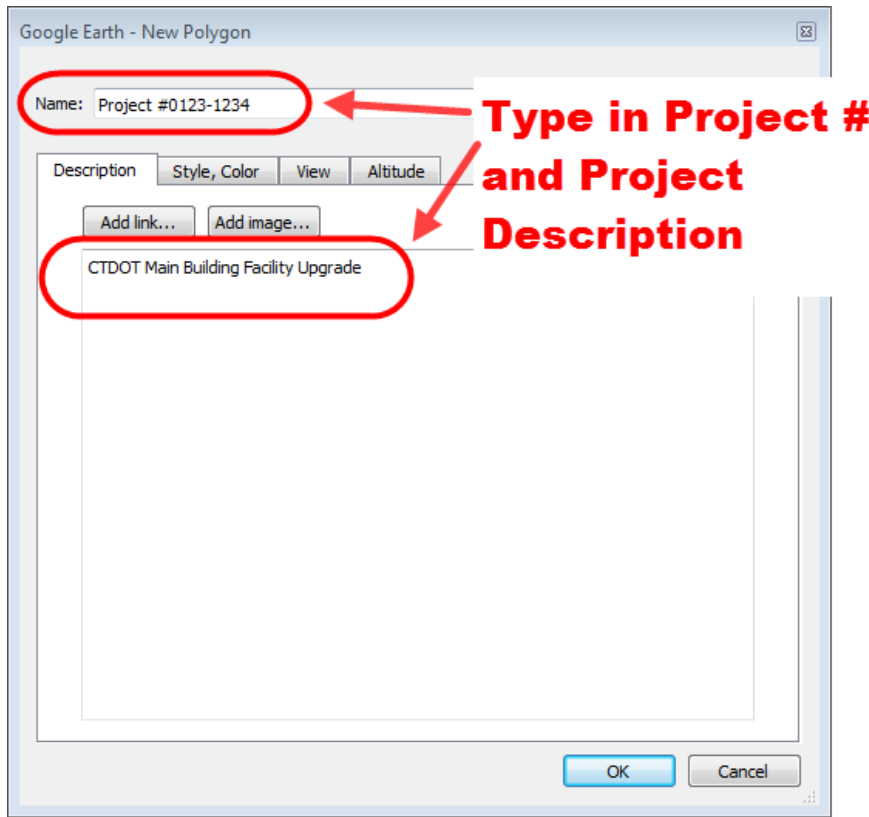 Google Earth - New Polygon
Name: Project #0123-1234
Type in Project #
and Project
Description
Description Style, Color View Altitude
Add link... Add image...
CTDOT Main Building Facility Upgrade
OK Cancel